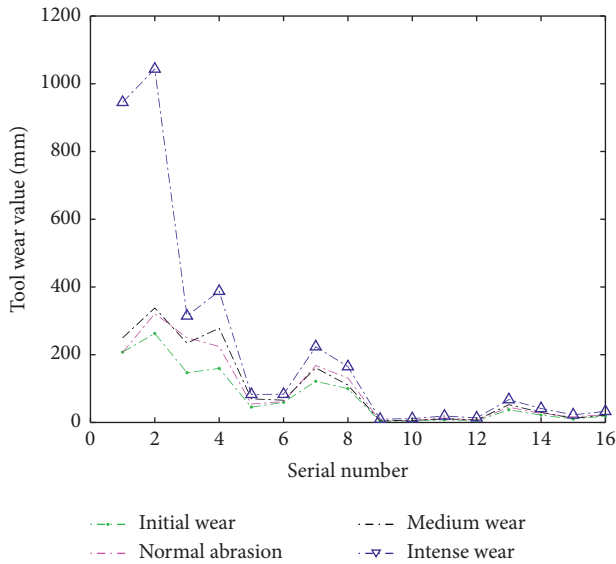 1200
1000
800
600
400
200
0
Tool wear value (mm)
0 2 4 6 8 10 12 14 16
Serial number
Initial wear Medium wear
Normal abrasion Intense wear